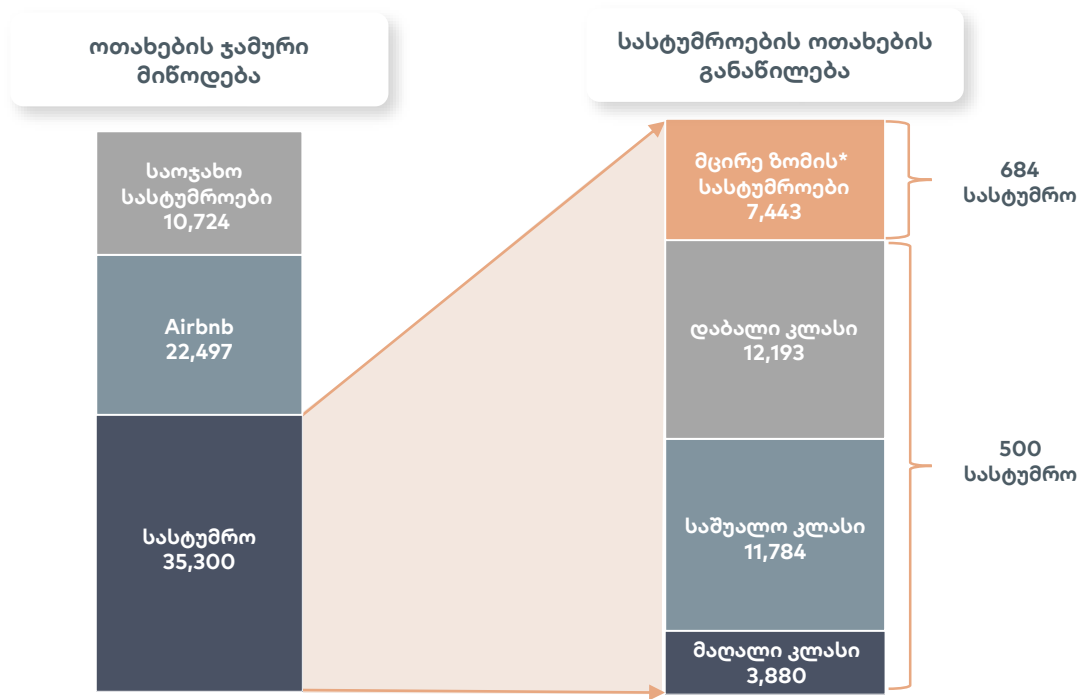 ოთახების ჯამური
მიწოდება
საოჯახო
სასტუმროები
10,724
Airbnb
22,497
სასტუმრო
35,300
სასტუმროების ოთახების
განაწილება
მცირე ზომის*
სასტუმროები
7,443
დაბალი კლასი
12,193
საშუალო კლასი
11,784
მაღალი კლასი
3,880
684
სასტუმრო
500
სასტუმრო